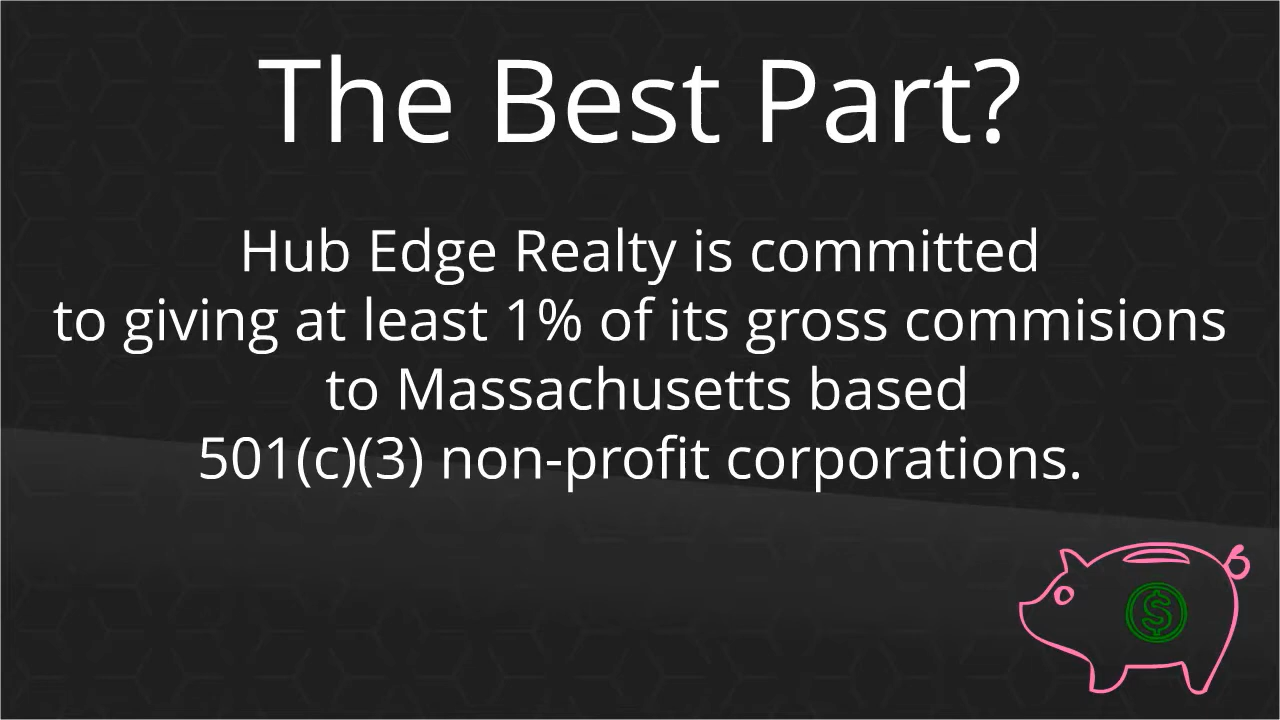 The Best Part?
Hub Edge Realty is committed
to giving at least 1% of its gross commisions
to Massachusetts based
501(c)(3) non-profit corporations.
$